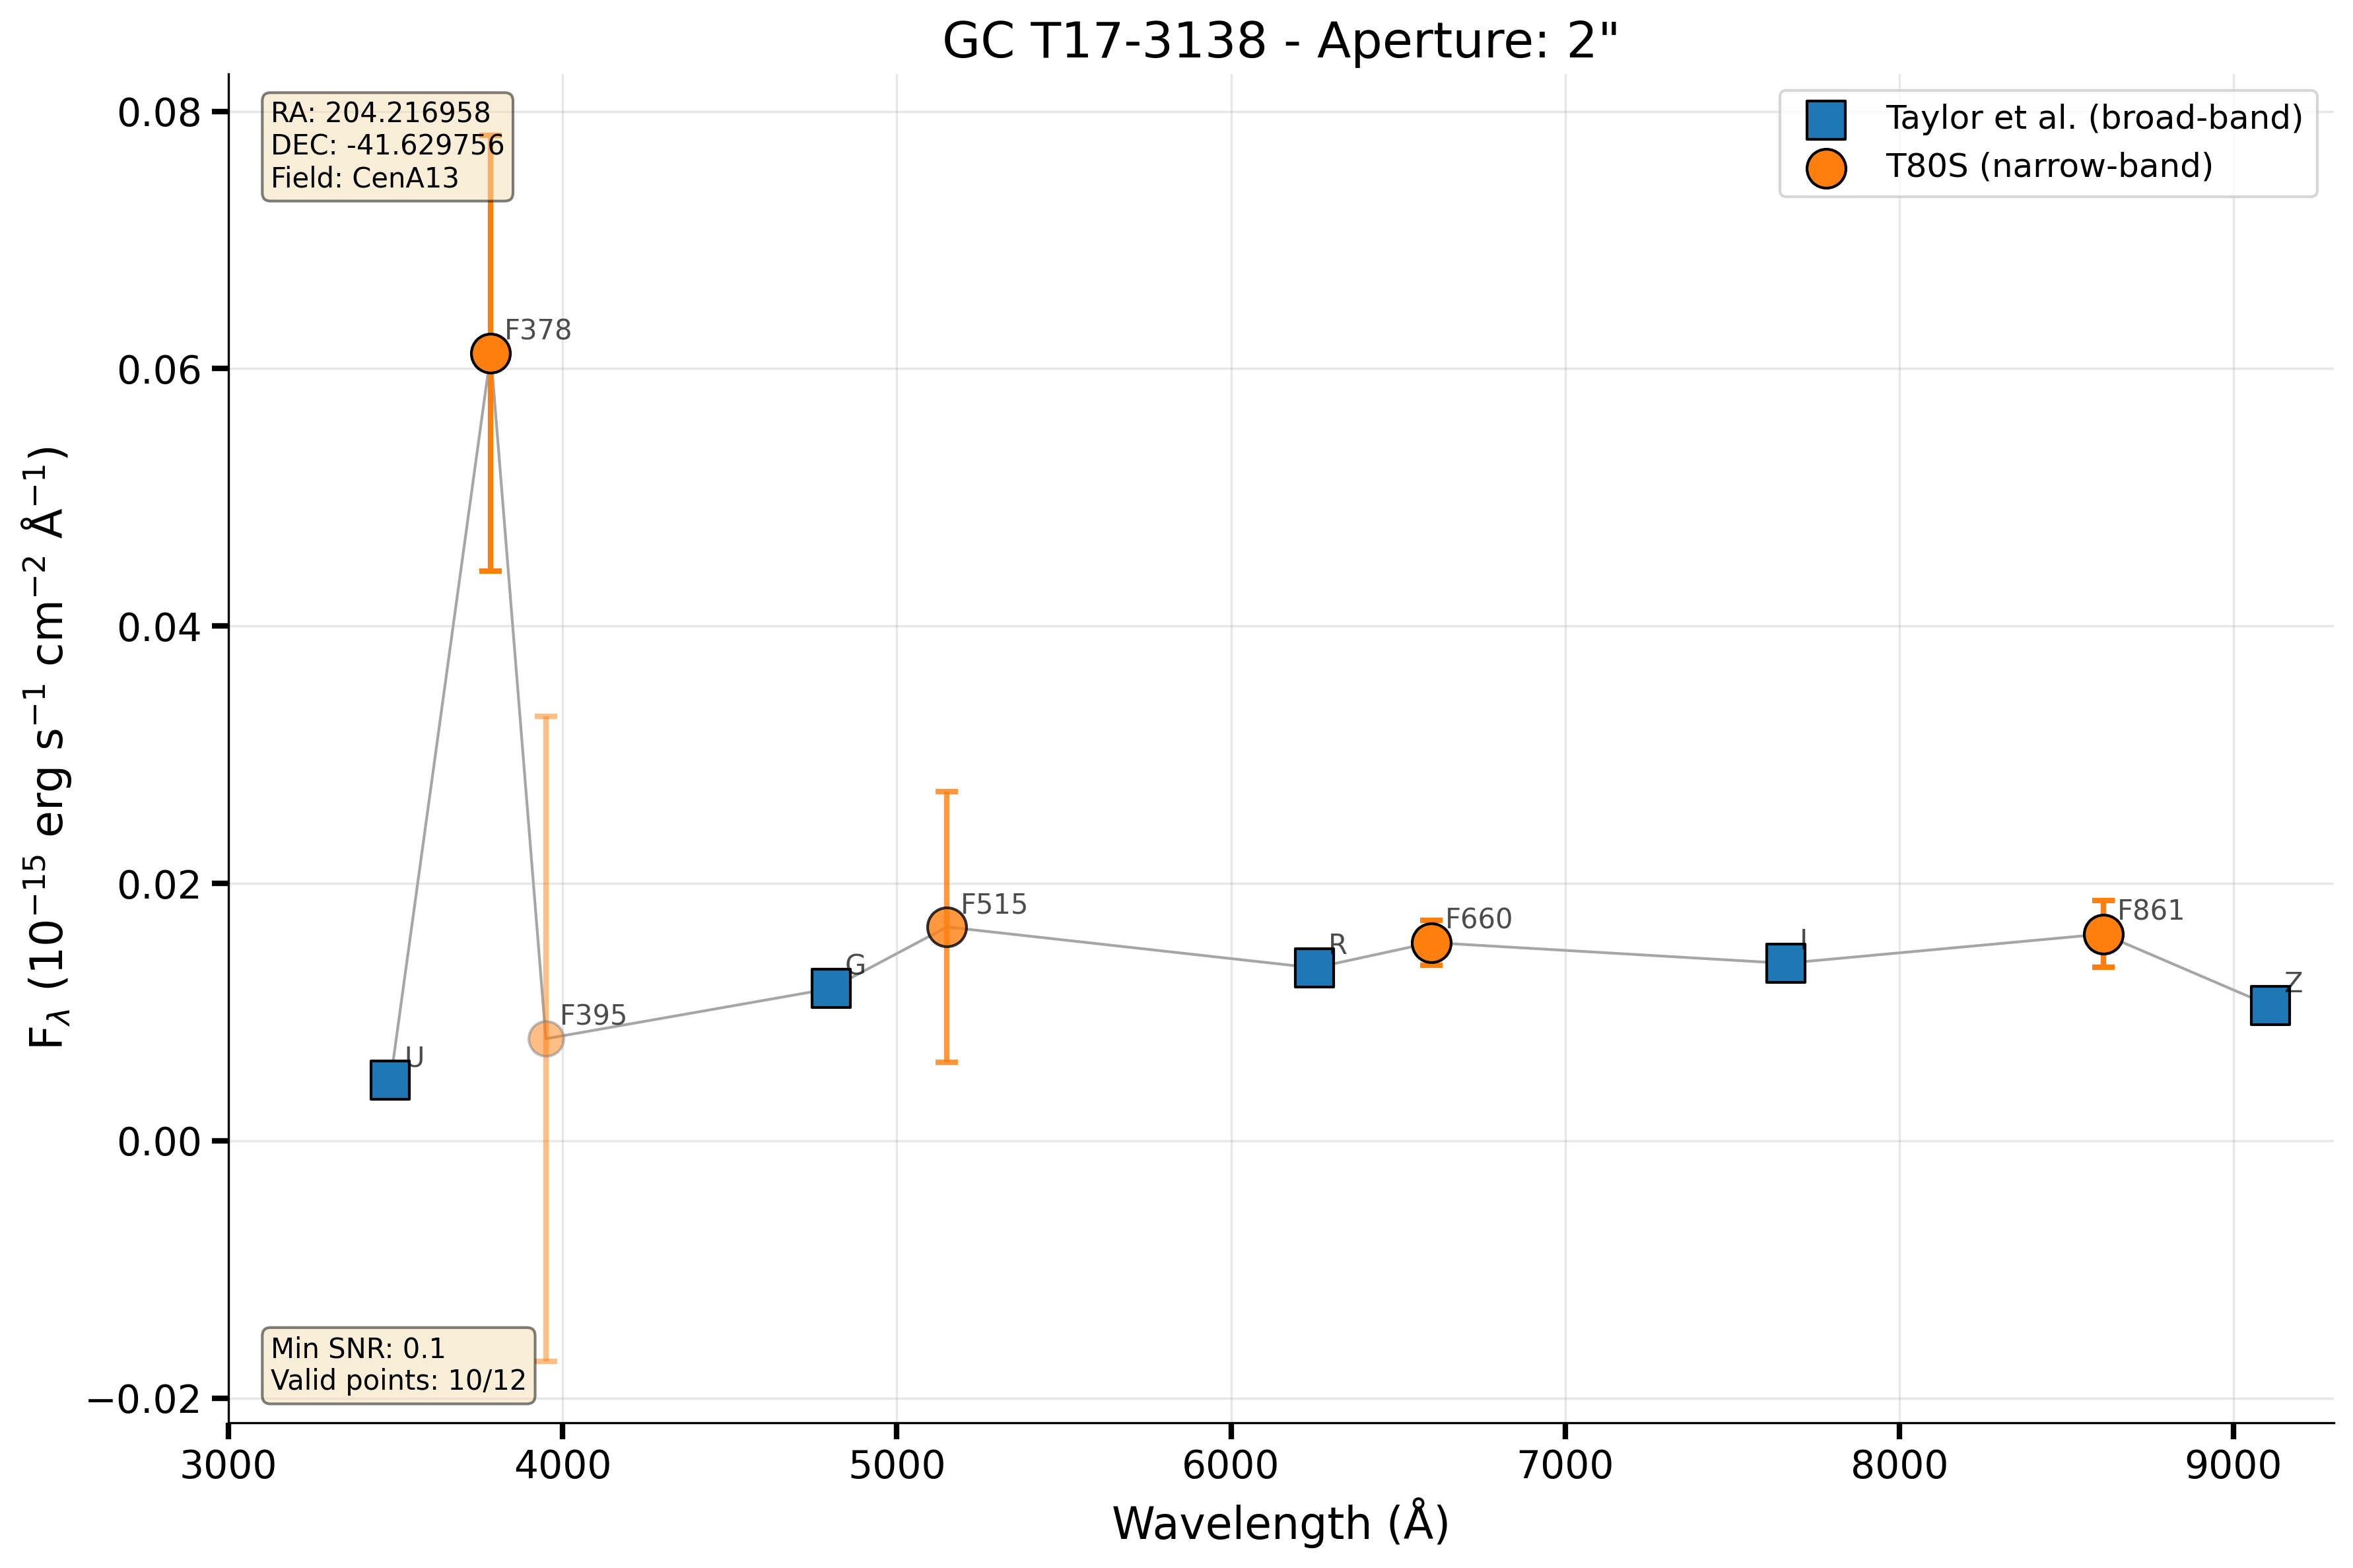 GC T17-3138 - Aperture: 2"
RA: 204.216958
DEC: -41.629756
Field: CenA13
Taylor et al. (broad-band)
T80S (narrow-band)
0.08
0.06
0.04
0.02
0.00
−0.02
F_λ (10⁻¹⁵ erg s⁻¹ cm⁻² Å⁻¹)
F378
F515
F660
F861
R
I
G
Z
F395
U
Min SNR: 0.1
Valid points: 10/12
3000 4000 5000 6000 7000 8000 9000
Wavelength (Å)